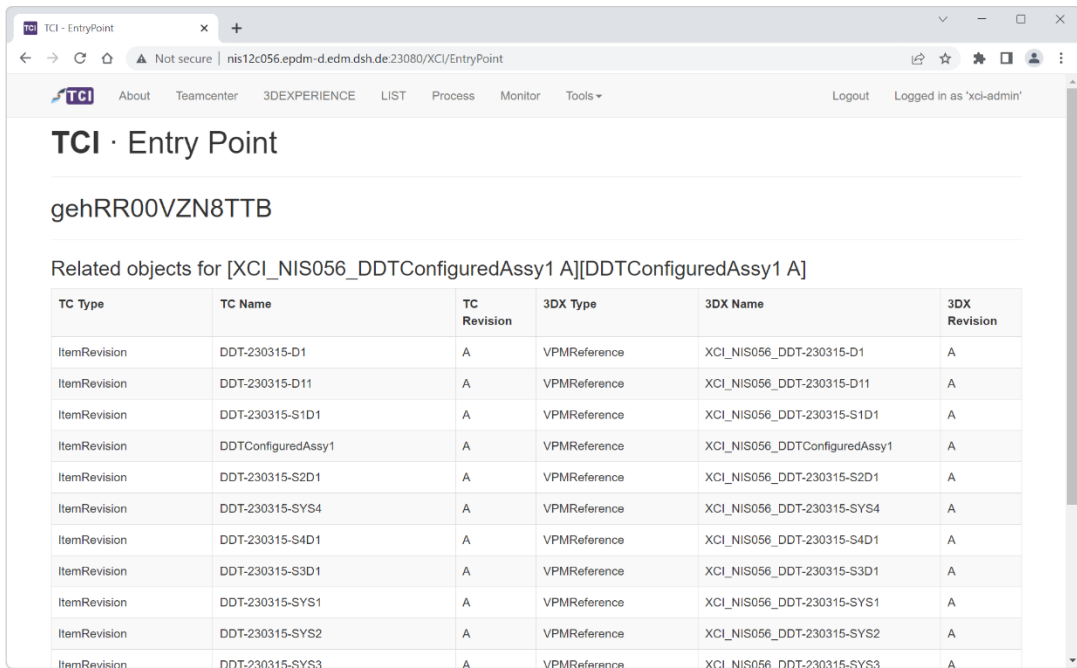 TCI TCI - EntryPoint
Not secure nis12c056.epdm-d.edm.dsh.de:23080/XCI/EntryPoint
TCI About Teamcenter 3DEXPERIENCE LIST Process Monitor Tools Logout Logged in as 'xci-admin'
TCI · Entry Point
gehRR00VZN8TTB
Related objects for [XCI_NIS056_DDTConfiguredAssy1 A][DDTConfiguredAssy1 A]
TC Type TC Name TC Revision 3DX Type 3DX Name 3DX Revision
ItemRevision DDT-230315-D1 A VPMReference XCI_NIS056_DDT-230315-D1 A
ItemRevision DDT-230315-D11 A VPMReference XCI_NIS056_DDT-230315-D11 A
ItemRevision DDT-230315-S1D1 A VPMReference XCI_NIS056_DDT-230315-S1D1 A
ItemRevision DDTConfiguredAssy1 A VPMReference XCI_NIS056_DDTConfiguredAssy1 A
ItemRevision DDT-230315-S2D1 A VPMReference XCI_NIS056_DDT-230315-S2D1 A
ItemRevision DDT-230315-SYS4 A VPMReference XCI_NIS056_DDT-230315-SYS4 A
ItemRevision DDT-230315-S4D1 A VPMReference XCI_NIS056_DDT-230315-S4D1 A
ItemRevision DDT-230315-S3D1 A VPMReference XCI_NIS056_DDT-230315-S3D1 A
ItemRevision DDT-230315-SYS1 A VPMReference XCI_NIS056_DDT-230315-SYS1 A
ItemRevision DDT-230315-SYS2 A VPMReference XCI_NIS056_DDT-230315-SYS2 A
ItemRevision DDT-230315-SYS3 A VPMReference XCI_NIS056_DDT-230315-SYS3 A